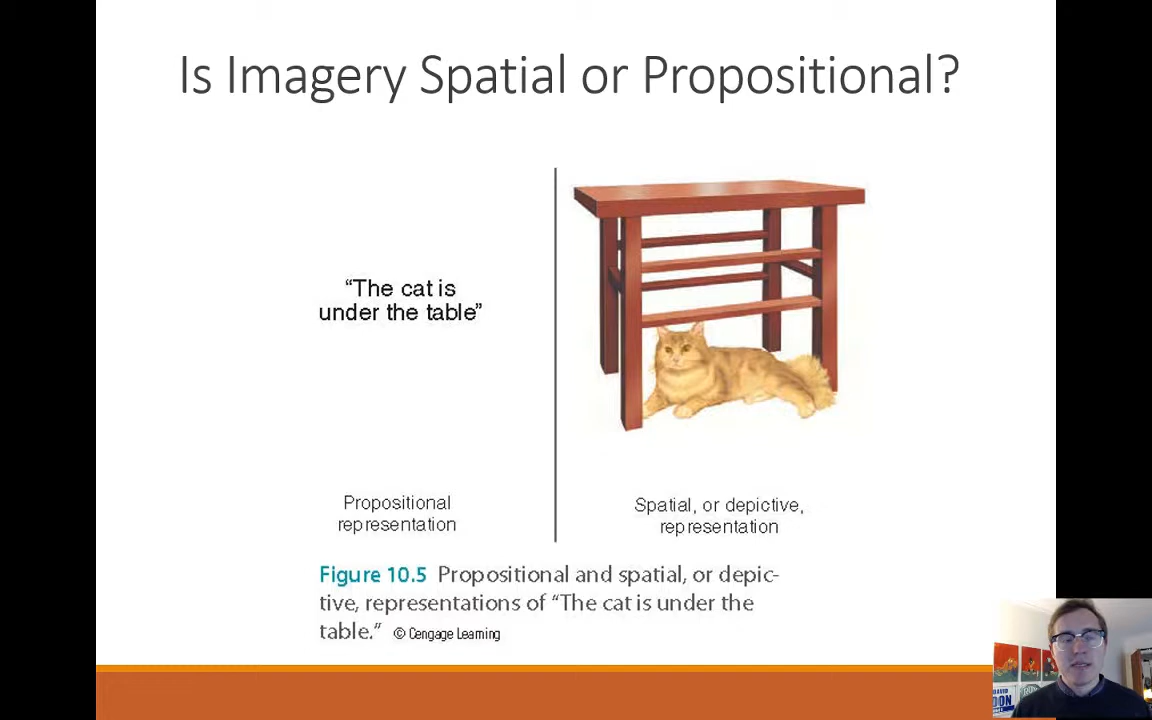 Is Imagery Spatial or Propositional?
“The cat is
under the table”
Propositional
representation
Spatial, or depictive,
representation
Figure 10.5 Propositional and spatial, or depic-
tive, representations of “The cat is under the
table.” © Cengage Learning